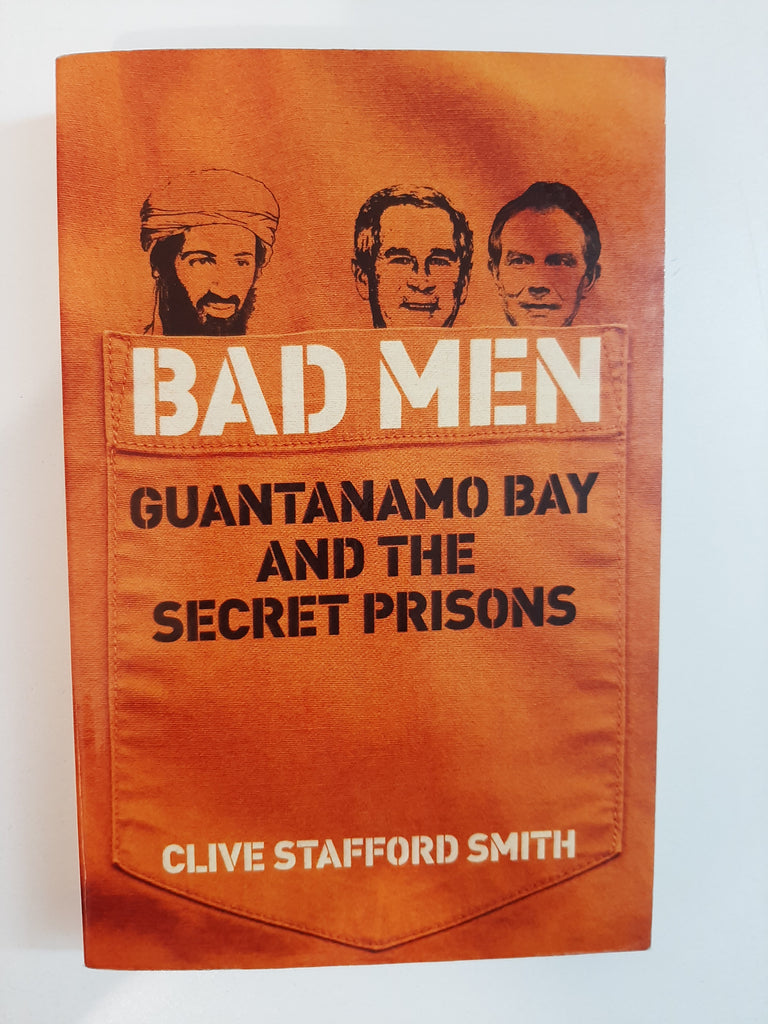 BAD MEN
GUANTANAMO BAY
AND THE
SECRET PRISONS
CLIVE STAFFORD SMITH